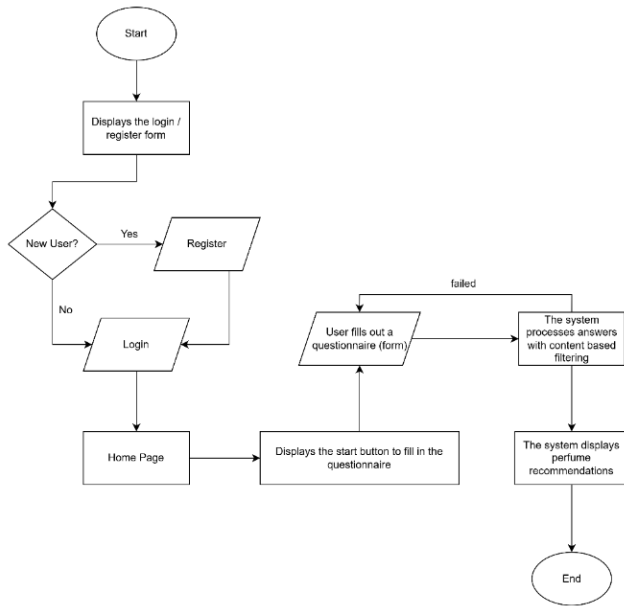 Start
Displays the login /
register form
New User?
Yes
Register
No
Login
Home Page
Displays the start button to fill in the
questionnaire
User fills out a
questionnaire (form)
failed
The system
processes answers
with content based
filtering
The system displays
perfume
recommendations
End